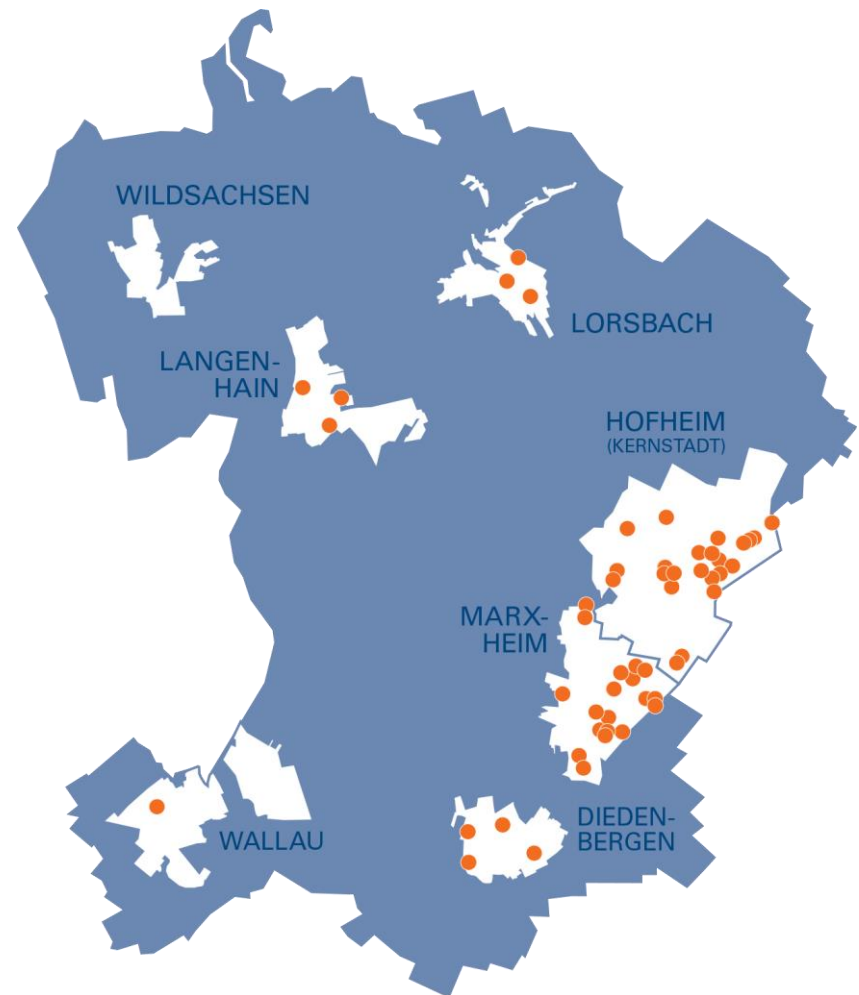 WILDSACHSEN
LORSBACH
LANGEN-
HAIN
HOFHEIM
(KERNSTADT)
MARX-
HEIM
DIEDEN-
BERGEN
WALLAU